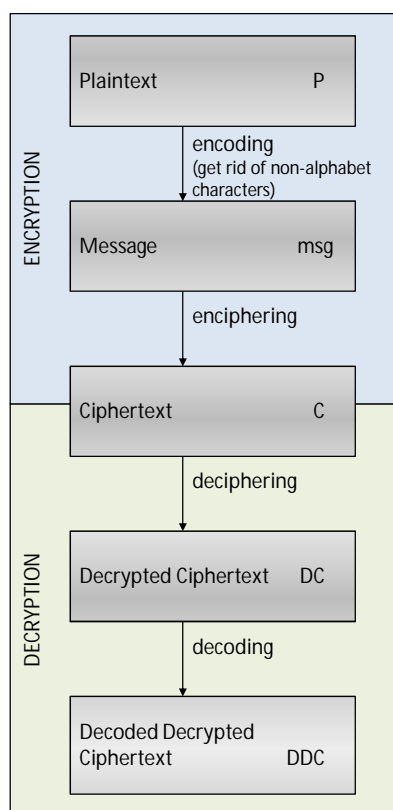 ENCRYPTION
Plaintext P
encoding
(get rid of non-alphabet
characters)
Message msg
enciphering
Ciphertext C
deciphering
DECRYPTION
Decrypted Ciphertext DC
decoding
Decoded Decrypted
Ciphertext DDC